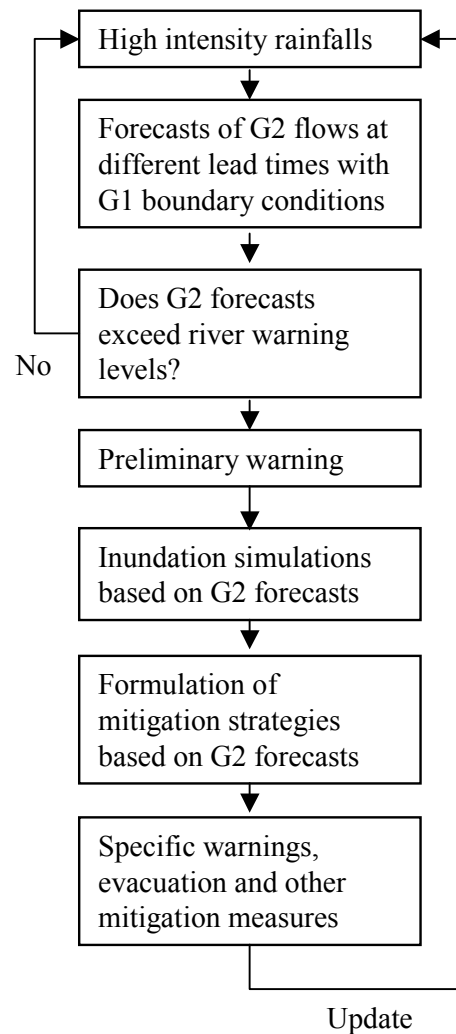 High intensity rainfalls
Forecasts of G2 flows at
different lead times with
G1 boundary conditions
Does G2 forecasts
exceed river warning
levels?
No
Preliminary warning
Inundation simulations
based on G2 forecasts
Formulation of
mitigation strategies
based on G2 forecasts
Specific warnings,
evacuation and other
mitigation measures
Update